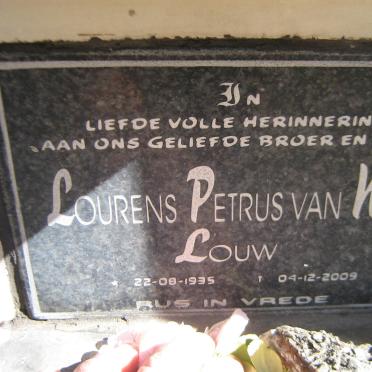 In
LIEFDE VOLLE HERINNERIN
AAN ONS GELIEFDE BROER EN
LOURENS PETRUS VAN
LOUW
* 22-08-1935 † 04-12-2009
RUS IN VREDE